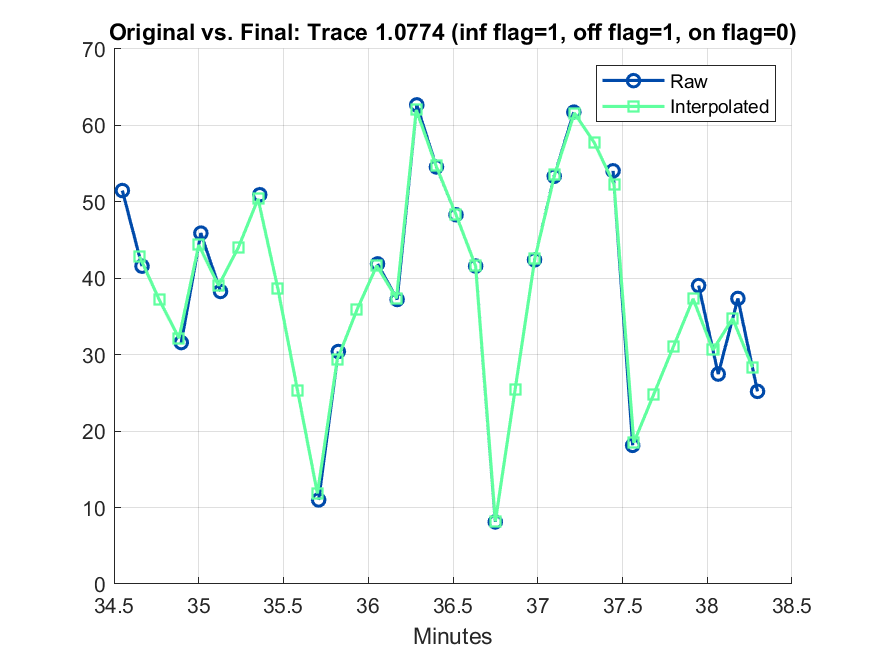 Original vs. Final: Trace 1.0774 (inf flag=1, off flag=1, on flag=0)
70
60
50
40
30
20
10
0
Raw
Interpolated
34.5 35 35.5 36 36.5 37 37.5 38 38.5
Minutes